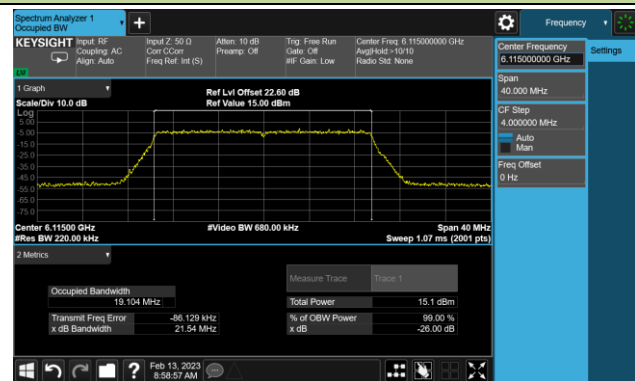 Spectrum Analyzer 1
Occupied BW
Frequency
KEYSIGHT
Input: RF
Coupling: AC
Align: Auto
Input Z: 50 Ω
Corr CCorr
Freq Ref: Int (S)
Atten: 10 dB
Preamp: Off
Trig: Free Run
Gate: Off
#IF Gain: Low
Center Freq: 6.115000000 GHz
Avg|Hold:>10/10
Radio Std: None
Center Frequency
6.115000000 GHz
Settings
Span
40.000 MHz
CF Step
4.000000 MHz
Auto
Man
Freq Offset
0 Hz
1 Graph
Scale/Div 10.0 dB
Ref Lvl Offset 22.60 dB
Ref Value 15.00 dBm
Log
5.00
-5.00
-15.0
-25.0
-35.0
-45.0
-55.0
-65.0
-75.0
Center 6.11500 GHz
#Video BW 680.00 kHz
Span 40 MHz
#Res BW 220.00 kHz
Sweep 1.07 ms (2001 pts)
2 Metrics
Measure Trace
Trace 1
Occupied Bandwidth
19.104 MHz
Total Power
15.1 dBm
Transmit Freq Error
-86.129 kHz
% of OBW Power
99.00 %
x dB Bandwidth
21.54 MHz
x dB
-26.00 dB
?
Feb 13, 2023
8:58:57 AM